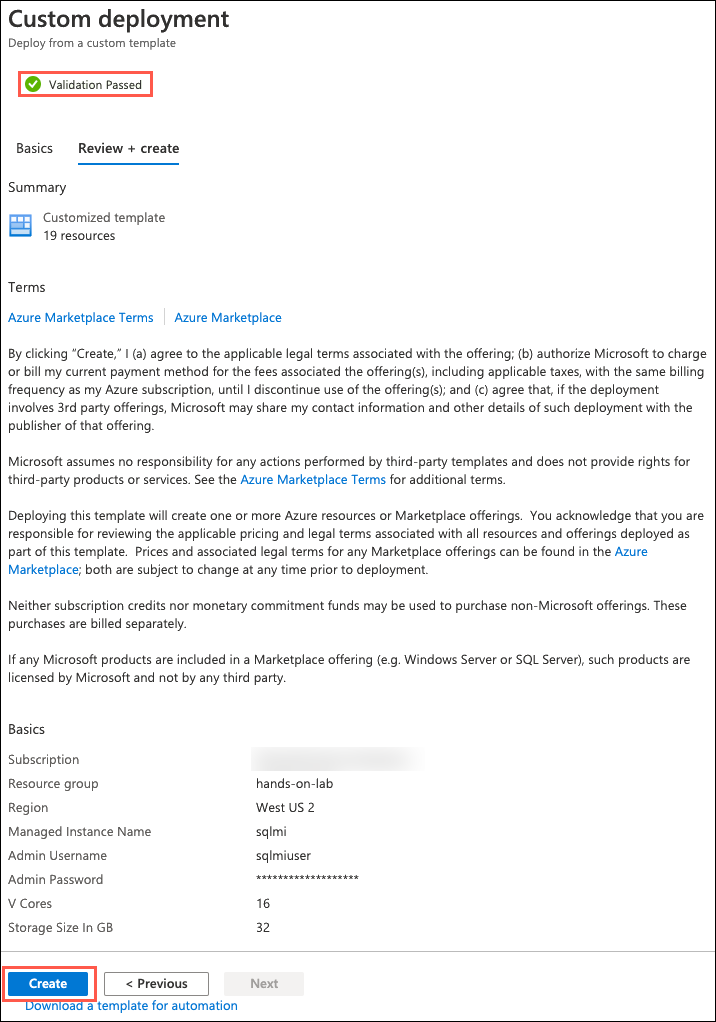 Custom deployment
Deploy from a custom template
Validation Passed
Basics
Review + create
Summary
Customized template
19 resources
Terms
Azure Marketplace Terms
Azure Marketplace
By clicking “Create,” I (a) agree to the applicable legal terms associated with the offering; (b) authorize Microsoft to charge
or bill my current payment method for the fees associated the offering(s), including applicable taxes, with the same billing
frequency as my Azure subscription, until I discontinue use of the offering(s); and (c) agree that, if the deployment
involves 3rd party offerings, Microsoft may share my contact information and other details of such deployment with the
publisher of that offering.
Microsoft assumes no responsibility for any actions performed by third-party templates and does not provide rights for
third-party products or services. See the Azure Marketplace Terms for additional terms.
Deploying this template will create one or more Azure resources or Marketplace offerings.  You acknowledge that you are
responsible for reviewing the applicable pricing and legal terms associated with all resources and offerings deployed as
part of this template.  Prices and associated legal terms for any Marketplace offerings can be found in the Azure
Marketplace; both are subject to change at any time prior to deployment.
Neither subscription credits nor monetary commitment funds may be used to purchase non-Microsoft offerings. These
purchases are billed separately.
If any Microsoft products are included in a Marketplace offering (e.g. Windows Server or SQL Server), such products are
licensed by Microsoft and not by any third party.
Basics
Subscription
Resource group hands-on-lab
Region West US 2
Managed Instance Name sqlmi
Admin Username sqlmiuser
Admin Password *******************
V Cores 16
Storage Size In GB 32
Create
< Previous
Next
Download a template for automation